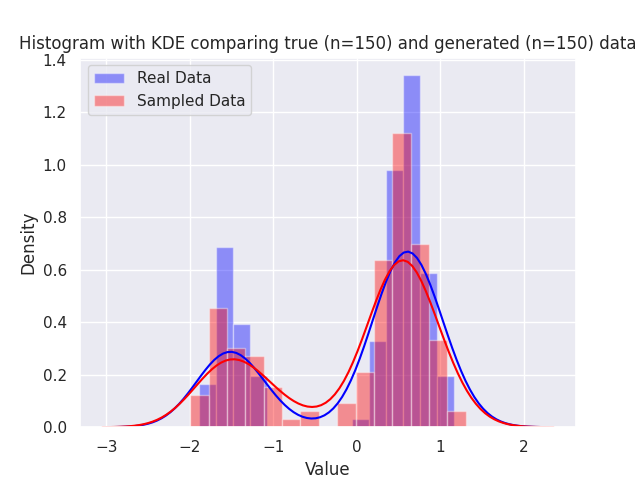 Histogram with KDE comparing true (n=150) and generated (n=150) data
Real Data
Sampled Data
Density
1.4
1.2
1.0
0.8
0.6
0.4
0.2
0.0
−3
−2
−1
0
1
2
Value